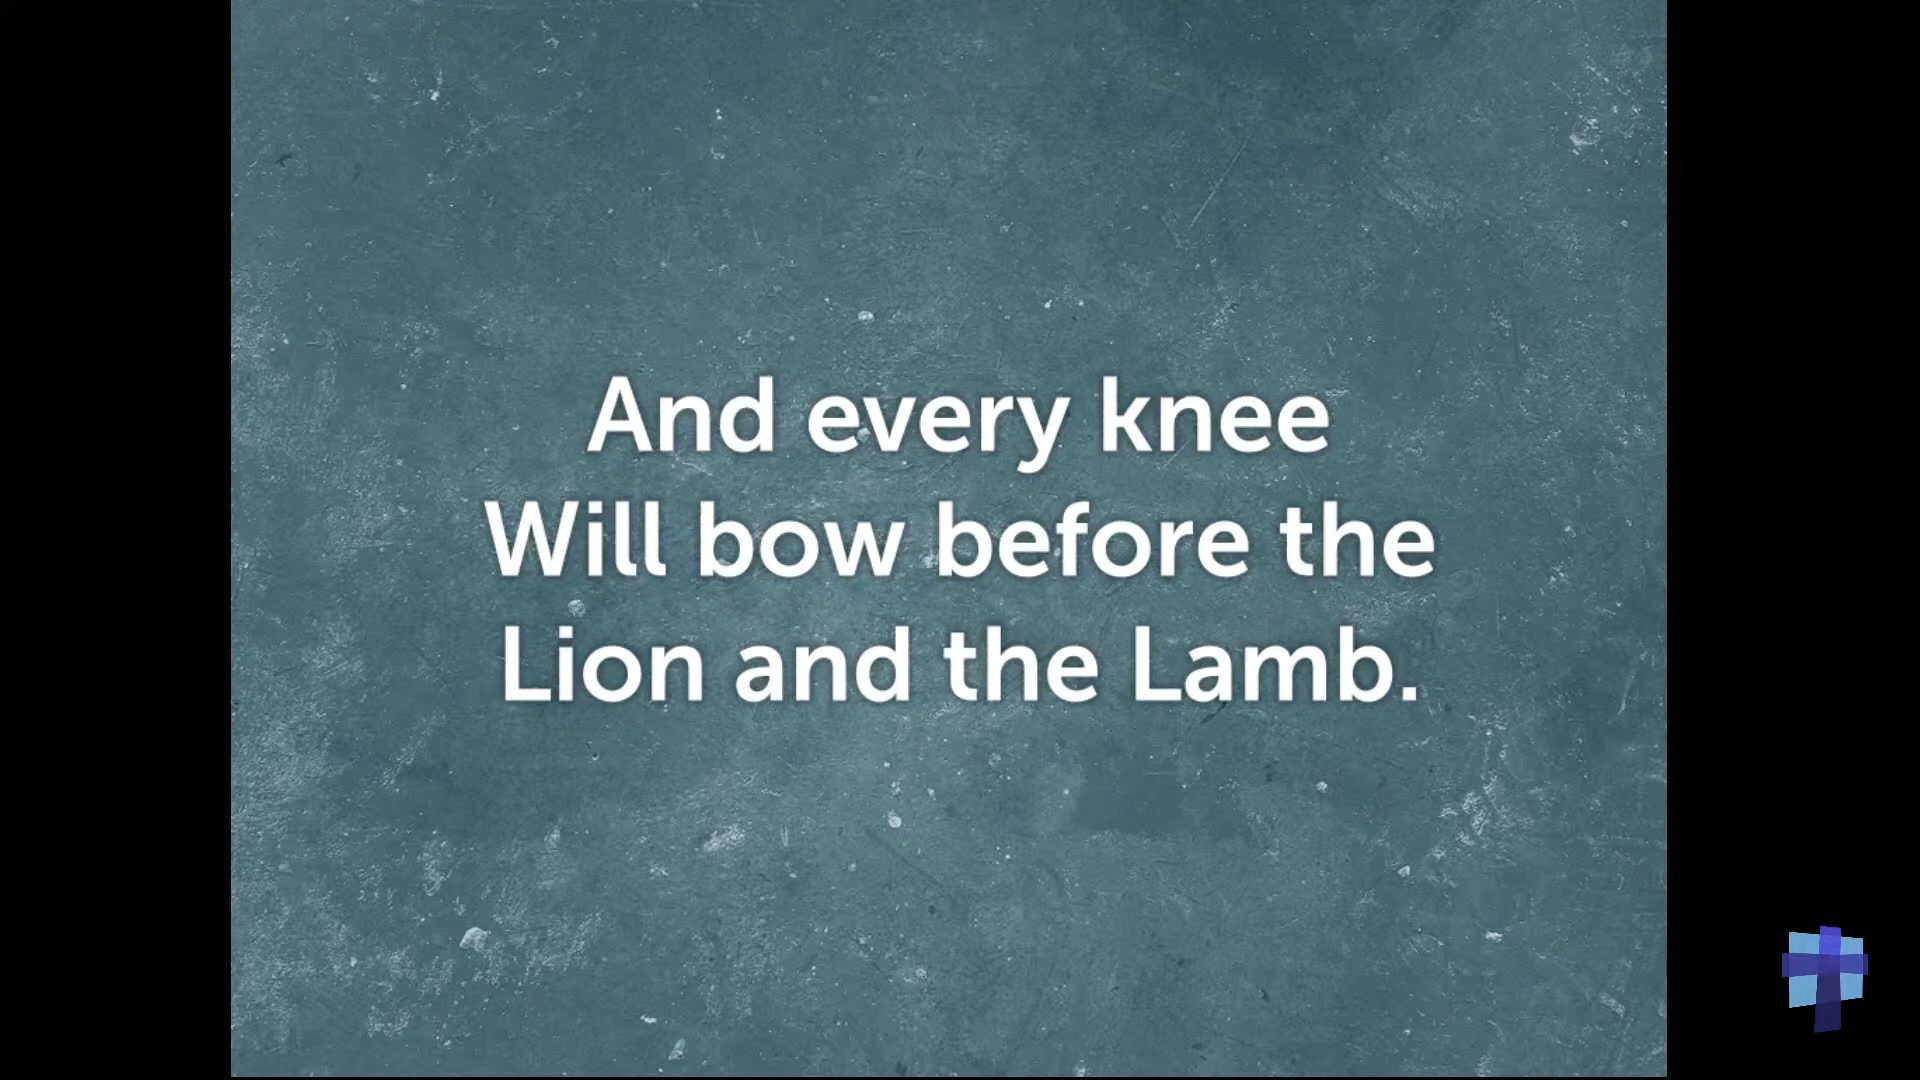 And every knee
Will bow before the
Lion and the Lamb.